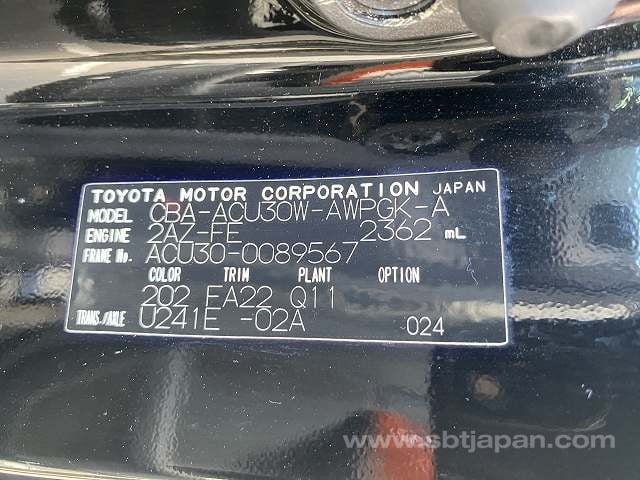 TOYOTA MOTOR CORPORATION JAPAN
MODEL CBA-ACU30W-AWPGK-A
ENGINE 2AZ-FE 2362 mL
FRAME No. ACU30-0089567
COLOR TRIM PLANT OPTION
202 FA22 Q11
TRANS./AXLE U241E -02A 024
www.sbtjapan.com